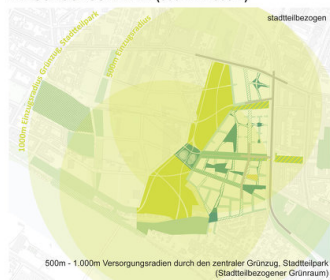 stadtteilbezogen
1000m Einzugsradius Grünzug, Stadtteilpark
500m Einzugsradius
500m - 1.000m Versorgungsradien durch den zentraler Grünzug, Stadtteilpark
(Stadtteilbezogener Grünraum)